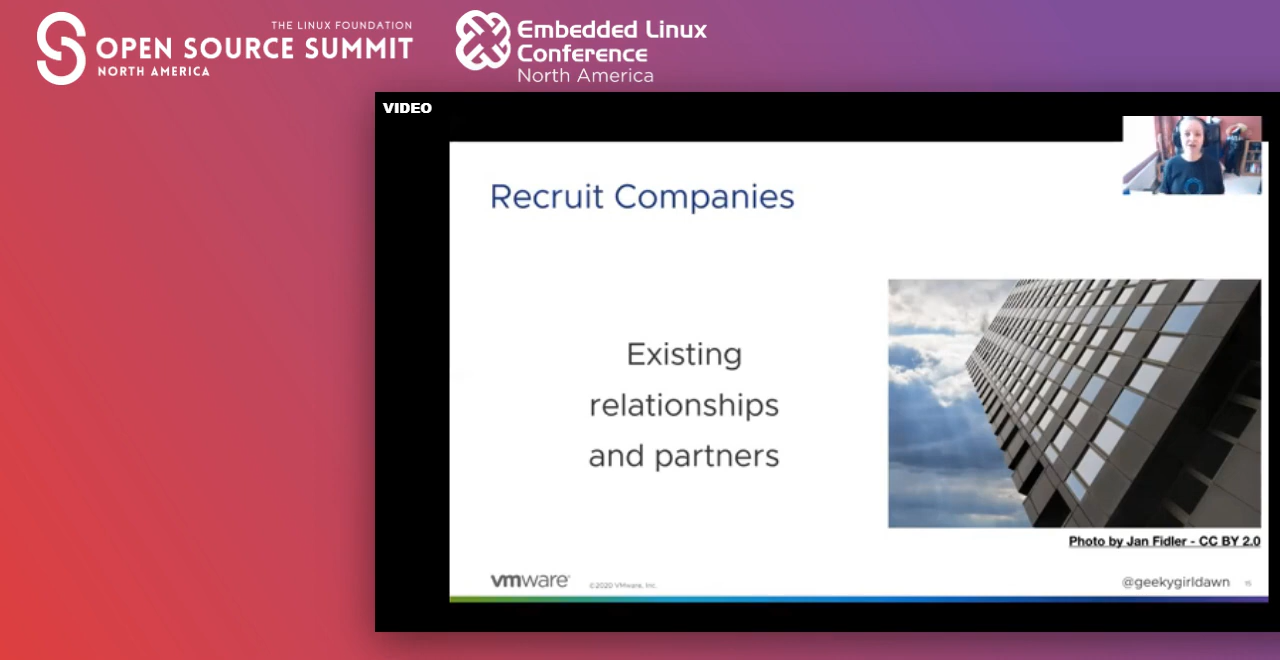 THE LINUX FOUNDATION
OPEN SOURCE SUMMIT
NORTH AMERICA
Embedded Linux
Conference
North America
VIDEO
Recruit Companies
Existing
relationships
and partners
Photo by Jan Fidler - CC BY 2.0
vmware®
©2020 VMware, Inc.
@geekygirldawn
15